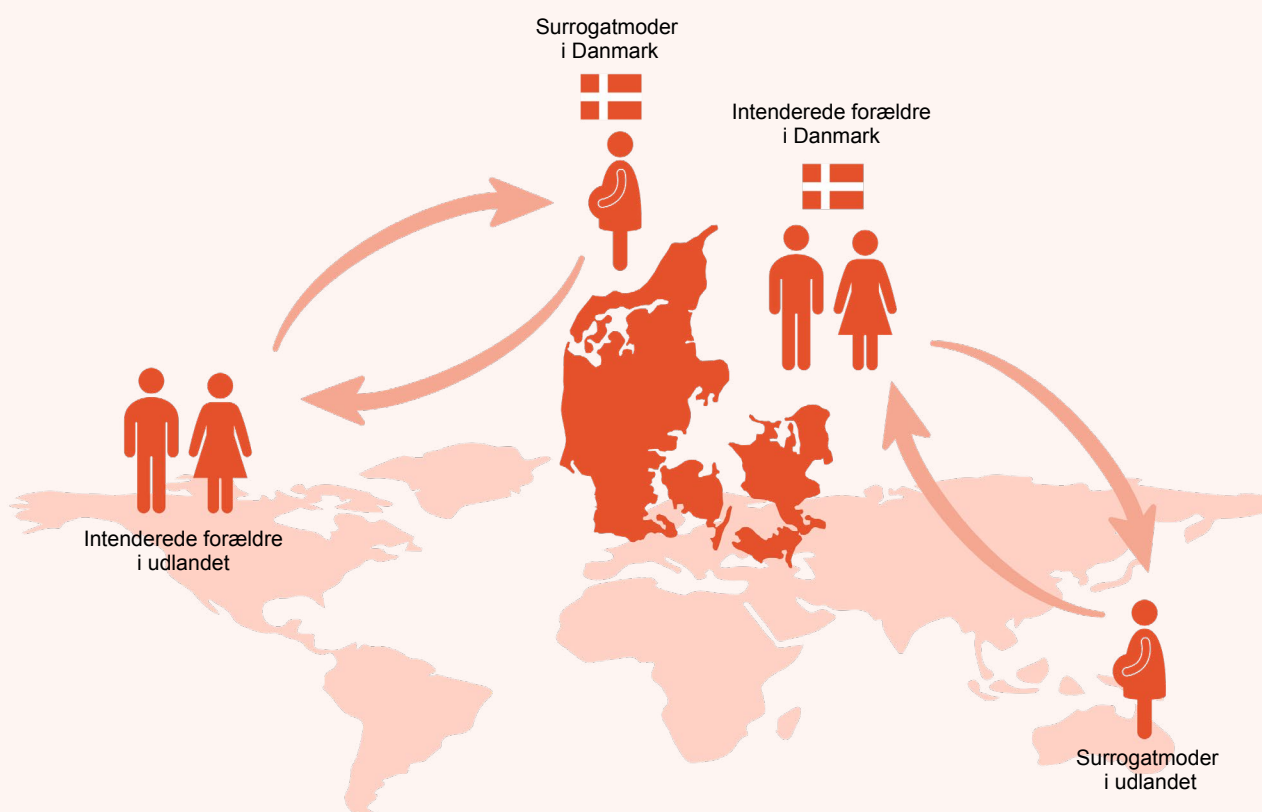 Surrogatmoder
i Danmark
Intenderede forældre
i Danmark
Intenderede forældre
i udlandet
Surrogatmoder
i udlandet